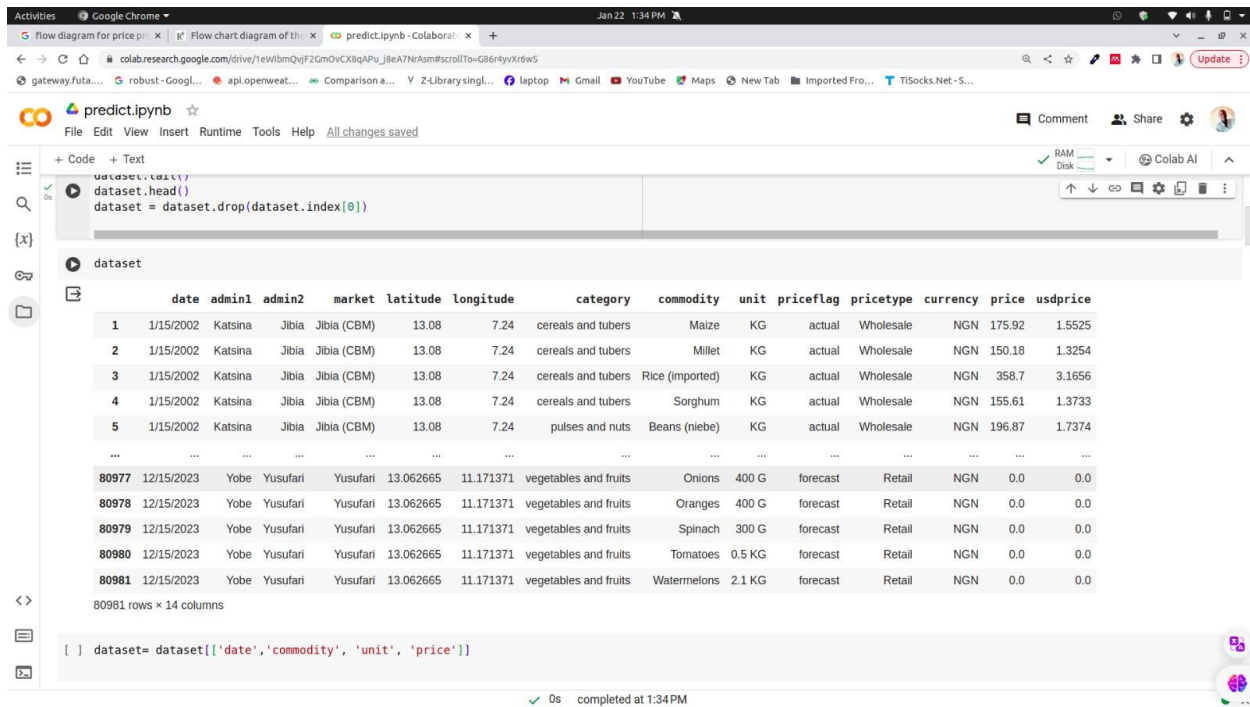 Activities Google Chrome Jan 22 1:34 PM
flow diagram for price pr Flow chart diagram of the predict.ipynb - Colaborat
colab.research.google.com/drive/1eWlbmQvjF2GmOvCX8qAPu_j8eA7NrAsm#scrollTo=G86r4yvXr6wS Update
gateway.futa.... robust - Googl... api.openweat... Comparison a... Z-Library singl... laptop Gmail YouTube Maps New Tab Imported Fro... TiSocks.Net - S...
predict.ipynb Comment Share
File Edit View Insert Runtime Tools Help All changes saved
+ Code + Text RAM Disk Colab AI
dataset.tail()
0s dataset.head()
dataset = dataset.drop(dataset.index[0])
{x}
dataset
date admin1 admin2 market latitude longitude category commodity unit priceflag pricetype currency price usdprice
1 1/15/2002 Katsina Jibia Jibia (CBM) 13.08 7.24 cereals and tubers Maize KG actual Wholesale NGN 175.92 1.5525
2 1/15/2002 Katsina Jibia Jibia (CBM) 13.08 7.24 cereals and tubers Millet KG actual Wholesale NGN 150.18 1.3254
3 1/15/2002 Katsina Jibia Jibia (CBM) 13.08 7.24 cereals and tubers Rice (imported) KG actual Wholesale NGN 358.7 3.1656
4 1/15/2002 Katsina Jibia Jibia (CBM) 13.08 7.24 cereals and tubers Sorghum KG actual Wholesale NGN 155.61 1.3733
5 1/15/2002 Katsina Jibia Jibia (CBM) 13.08 7.24 pulses and nuts Beans (niebe) KG actual Wholesale NGN 196.87 1.7374
... ... ... ... ... ... ... ... ... ... ... ... ... ... ...
80977 12/15/2023 Yobe Yusufari Yusufari 13.062665 11.171371 vegetables and fruits Onions 400 G forecast Retail NGN 0.0 0.0
80978 12/15/2023 Yobe Yusufari Yusufari 13.062665 11.171371 vegetables and fruits Oranges 400 G forecast Retail NGN 0.0 0.0
80979 12/15/2023 Yobe Yusufari Yusufari 13.062665 11.171371 vegetables and fruits Spinach 300 G forecast Retail NGN 0.0 0.0
80980 12/15/2023 Yobe Yusufari Yusufari 13.062665 11.171371 vegetables and fruits Tomatoes 0.5 KG forecast Retail NGN 0.0 0.0
80981 12/15/2023 Yobe Yusufari Yusufari 13.062665 11.171371 vegetables and fruits Watermelons 2.1 KG forecast Retail NGN 0.0 0.0
80981 rows × 14 columns
[ ] dataset= dataset[['date','commodity', 'unit', 'price']]
0s completed at 1:34 PM